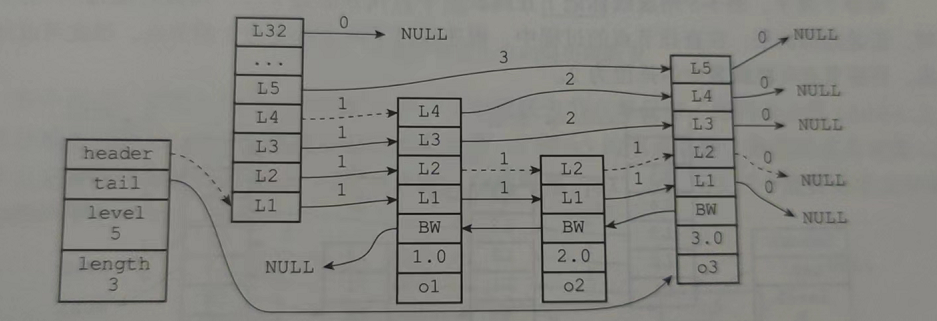 header
tail
level
5
length
3
L32
...
L5
L4
L3
L2
L1
0
NULL
3
1
1
1
1
L4
L3
L2
L1
BW
1.0
o1
NULL
2
2
1
1
L2
L1
BW
2.0
o2
1
1
L5
L4
L3
L2
L1
BW
3.0
o3
0
NULL
0
NULL
0
NULL
0
NULL
0
NULL